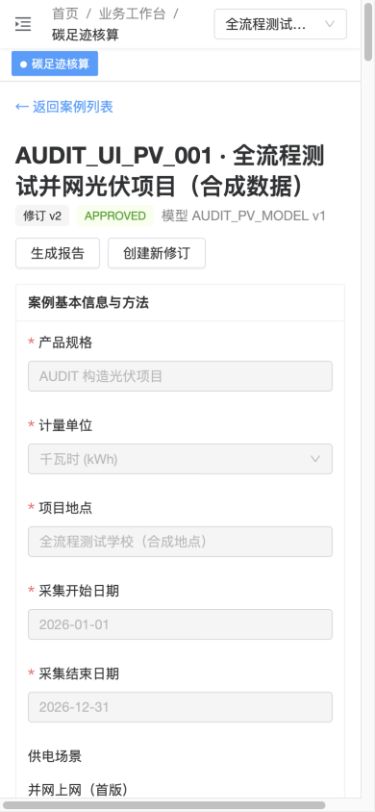 首页 / 业务工作台 /
碳足迹核算
全流程测试...
碳足迹核算
← 返回案例列表
AUDIT_UI_PV_001 · 全流程测
试并网光伏项目（合成数据）
修订 v2 APPROVED 模型 AUDIT_PV_MODEL v1
生成报告 创建新修订
案例基本信息与方法
* 产品规格
AUDIT 构造光伏项目
* 计量单位
千瓦时 (kWh)
* 项目地点
全流程测试学校（合成地点）
* 采集开始日期
2026-01-01
* 采集结束日期
2026-12-31
供电场景
并网上网（首版）